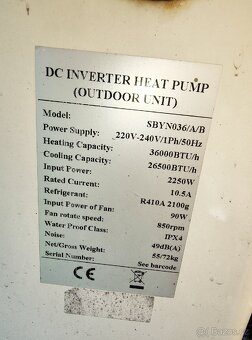 DC INVERTER HEAT PUMP
(OUTDOOR UNIT)
Model: SBYN036/A/B
Power Supply: 220V-240V/1Ph/50Hz
Heating Capacity: 36000BTU/h
Cooling Capacity: 26500BTU/h
Input Power: 2250W
Rated Current: 10.5A
Refrigerant: R410A 2100g
Input Power of Fan: 90W
Fan rotate speed: 850rpm
Water Proof Class: IPX4
Noise: 49dB(A)
Net/Gross Weight: 55/72kg
Serial Number: See barcode
CE